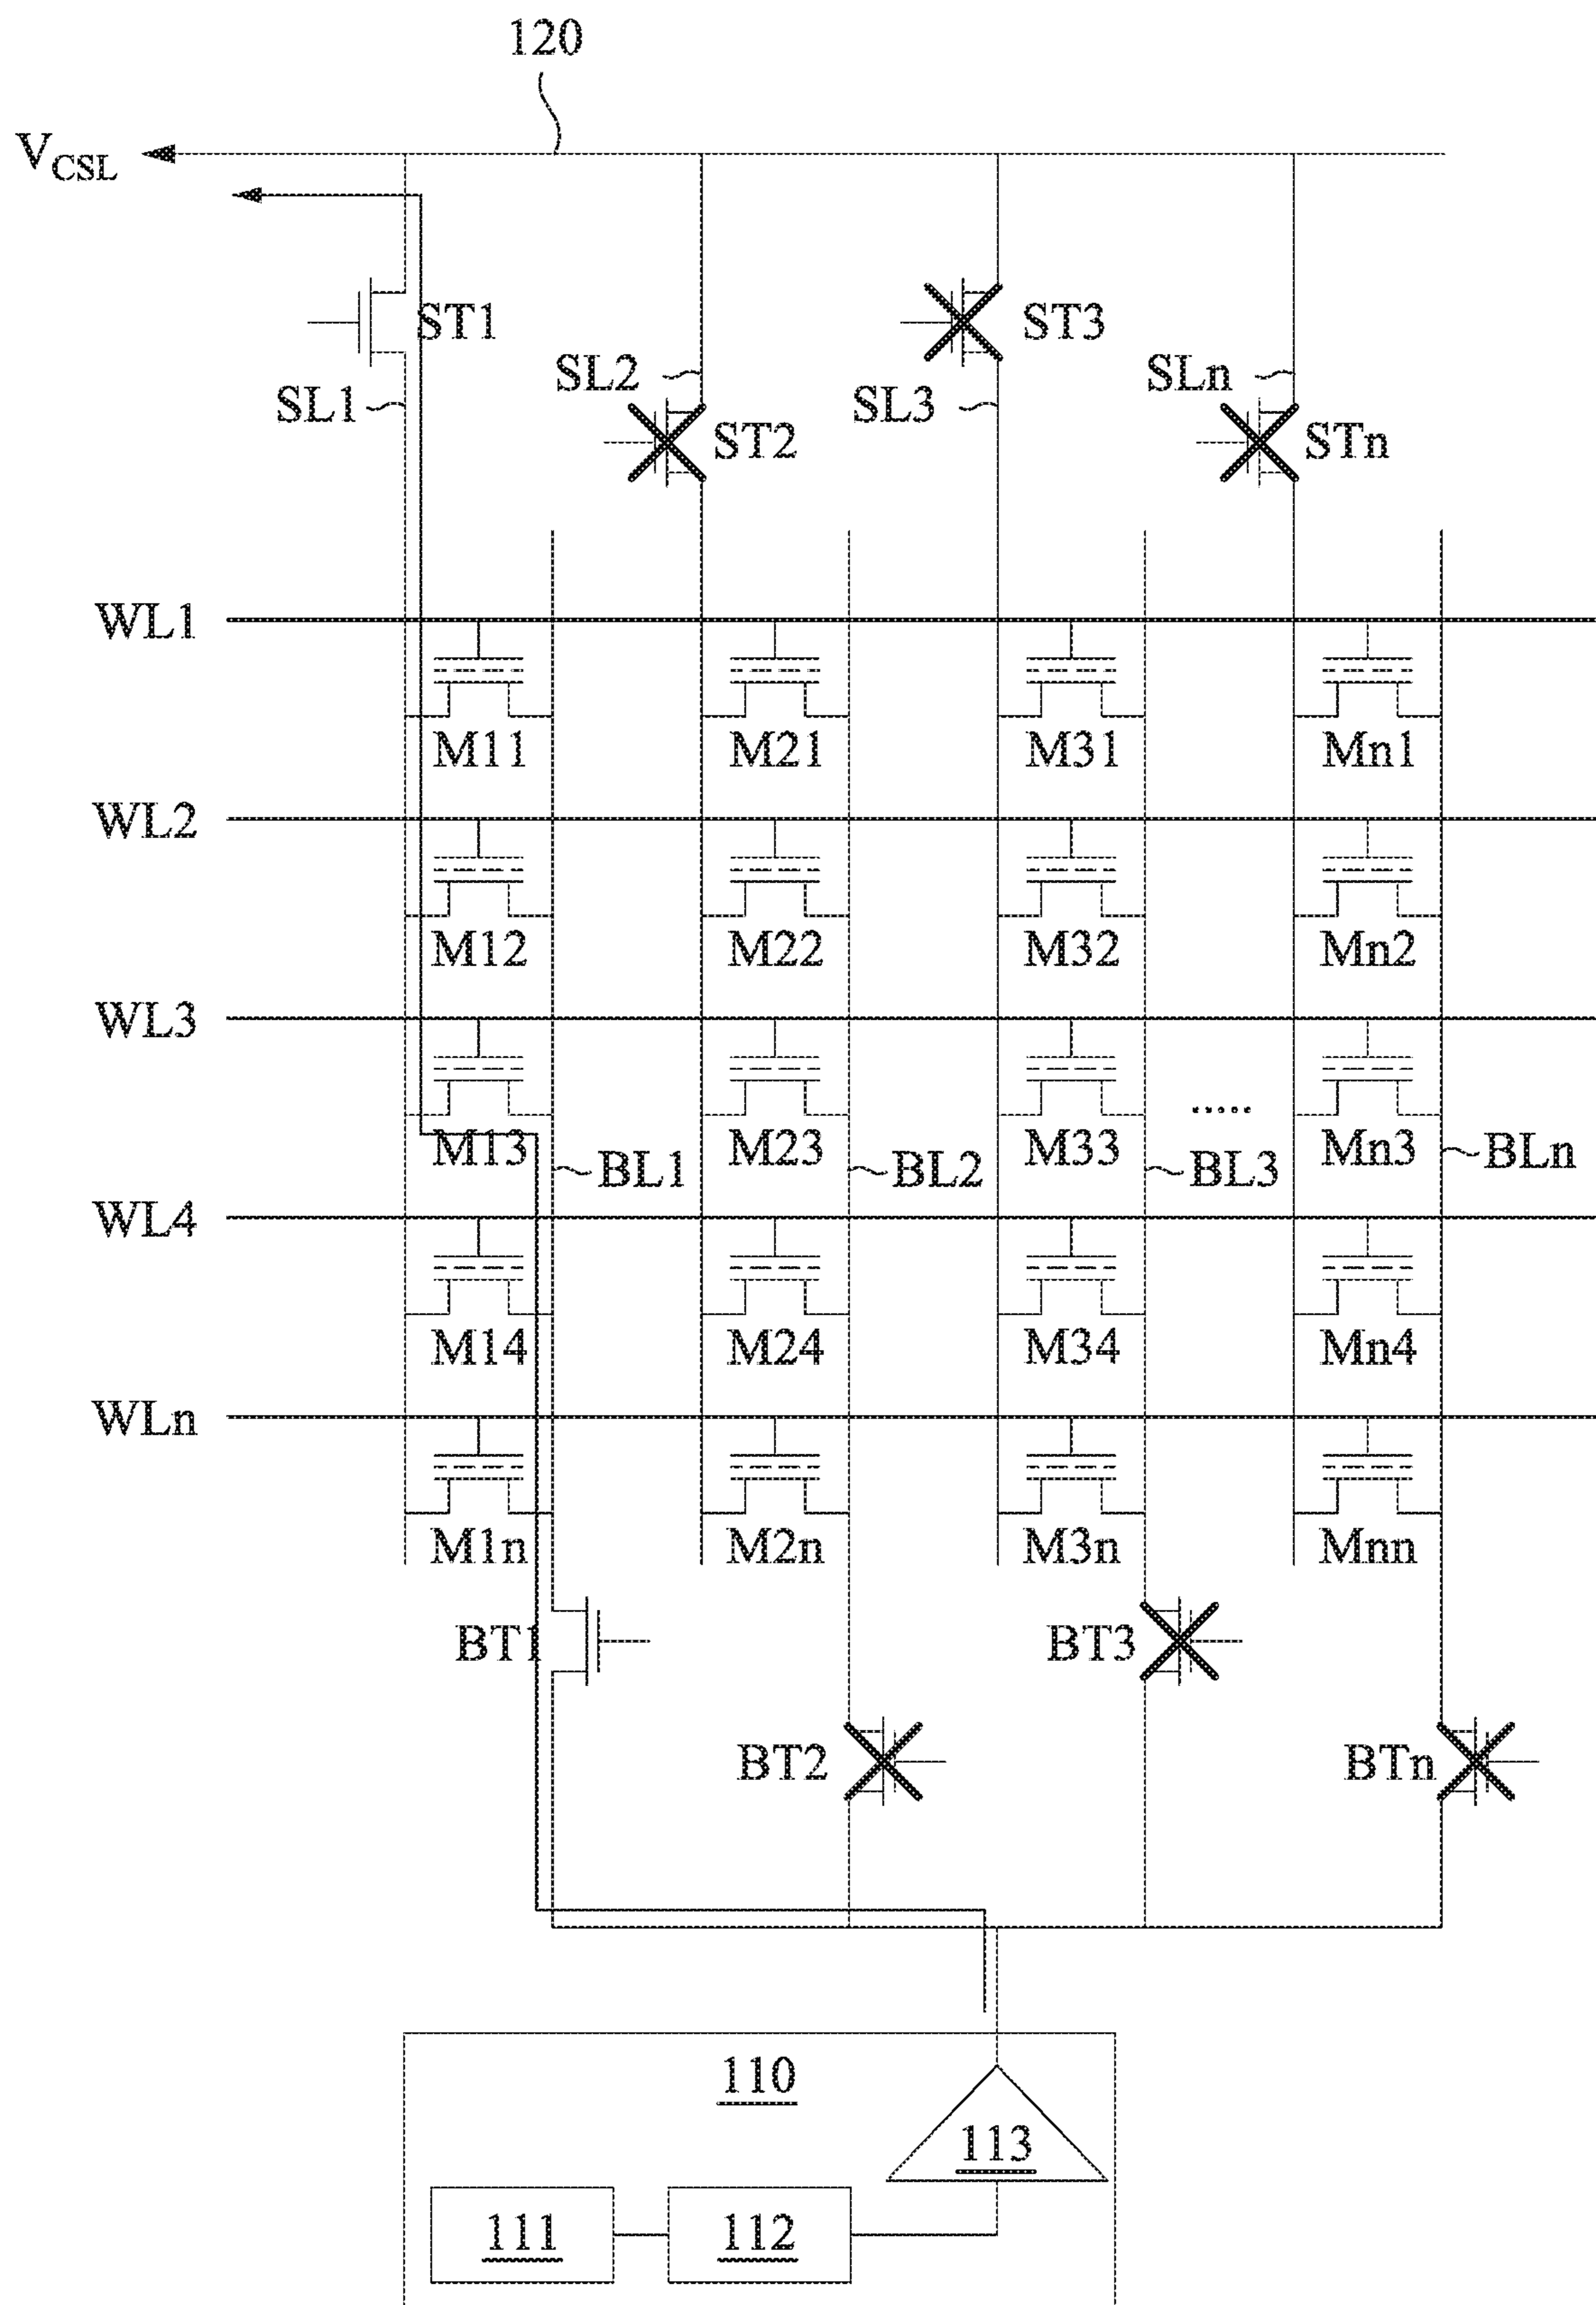 120
VCSL
ST1
ST3
SL2
SLn
SL1
SL3
ST2
STn
WL1
M11 M21 M31 Mn1
WL2
M12 M22 M32 Mn2
WL3
.....
M13 M23 M33 Mn3
BL1 BL2 BL3 BLn
WL4
M14 M24 M34 Mn4
WLn
M1n M2n M3n Mnn
BT1 BT3
BT2 BTn
110
113
111 112